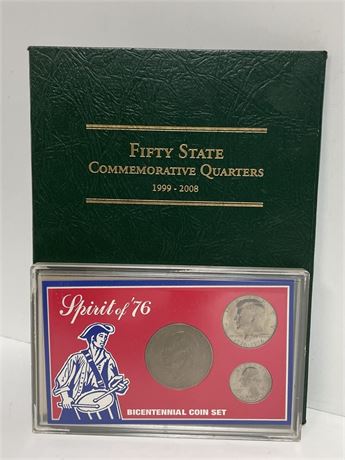 FIFTY STATE
COMMEMORATIVE QUARTERS
1999 - 2008
Spirit of '76
BICENTENNIAL COIN SET